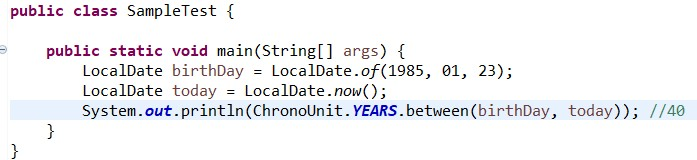 public class SampleTest {
public static void main(String[] args) {
LocalDate birthDay = LocalDate.of(1985, 01, 23);
LocalDate today = LocalDate.now();
System.out.println(ChronoUnit.YEARS.between(birthDay, today)); //40
}
}